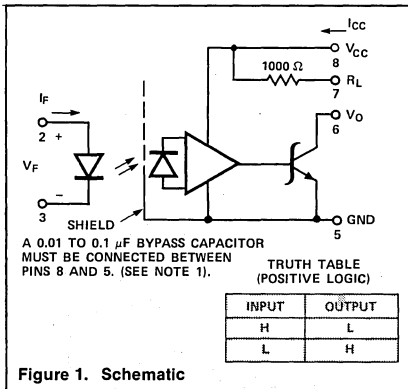 ICC
VCC
8
1000 Ω
RL
7
IF
VO
6
2 +
VF
–
3
SHIELD
GND
5
A 0.01 TO 0.1 μF BYPASS CAPACITOR
MUST BE CONNECTED BETWEEN
PINS 8 AND 5. (SEE NOTE 1).
TRUTH TABLE
(POSITIVE LOGIC)
INPUT OUTPUT
H L
L H
Figure 1. Schematic